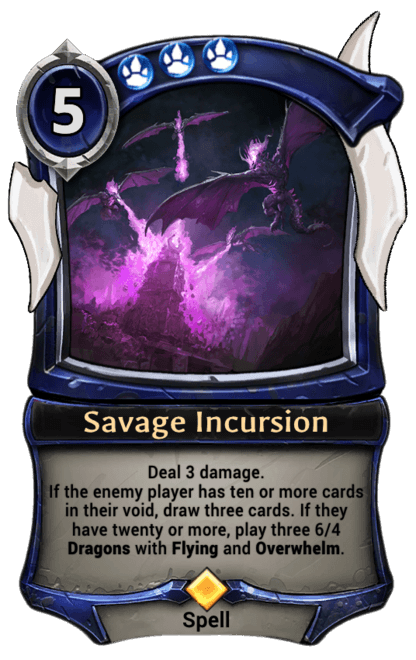 5
Savage Incursion
Deal 3 damage.
If the enemy player has ten or more cards
in their void, draw three cards. If they
have twenty or more, play three 6/4
Dragons with Flying and Overwhelm.
Spell